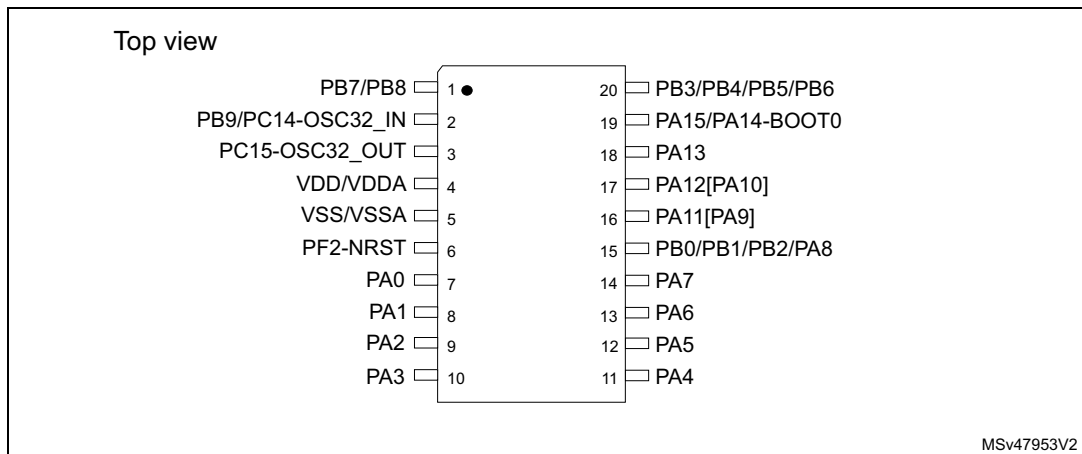 Top view
PB7/PB8 1 20 PB3/PB4/PB5/PB6
PB9/PC14-OSC32_IN 2 19 PA15/PA14-BOOT0
PC15-OSC32_OUT 3 18 PA13
VDD/VDDA 4 17 PA12[PA10]
VSS/VSSA 5 16 PA11[PA9]
PF2-NRST 6 15 PB0/PB1/PB2/PA8
PA0 7 14 PA7
PA1 8 13 PA6
PA2 9 12 PA5
PA3 10 11 PA4
MSv47953V2